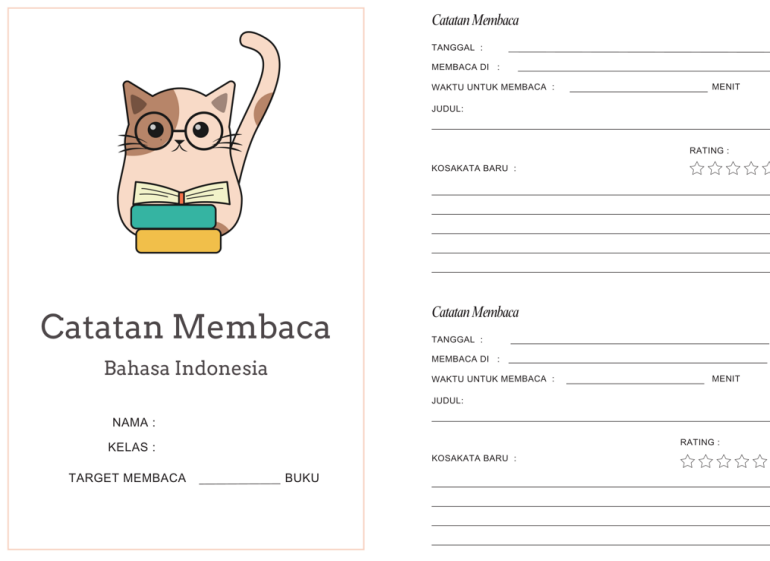 Catatan Membaca
Bahasa Indonesia
NAMA :
KELAS :
TARGET MEMBACA ____________ BUKU
Catatan Membaca
TANGGAL :
MEMBACA DI :
WAKTU UNTUK MEMBACA : MENIT
JUDUL:
RATING :
KOSAKATA BARU :
Catatan Membaca
TANGGAL :
MEMBACA DI :
WAKTU UNTUK MEMBACA : MENIT
JUDUL:
RATING :
KOSAKATA BARU :